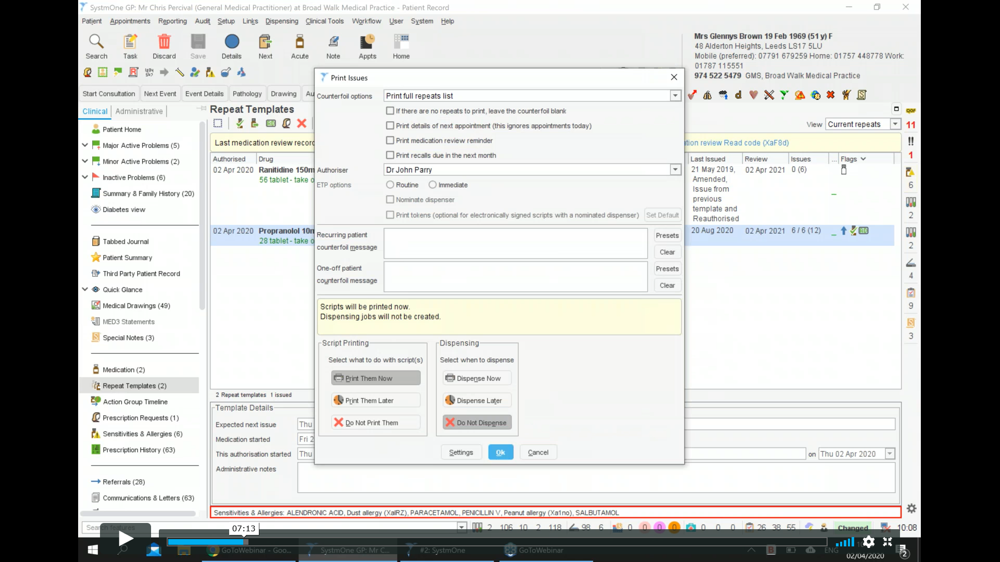 SystmOne GP: Mr Chris Percival (General Medical Practitioner) at Broad Walk Medical Practice - Patient Record
Patient Appointments Reporting Audit Setup Links Dispensing Clinical Tools Workflow User System Help
Search Task Discard Save Details Next Acute Note Appts Home
Mrs Glennys Brown 19 Feb 1969 (51 y) F
48 Alderton Heights, Leeds LS17 5LU
Mobile (preferred): 07791 679259 Home: 01757 448778 Work:
01787 115551
974 522 5479 GMS, Broad Walk Medical Practice
Start Consultation Next Event Event Details Pathology Drawing Au
Clinical Administrative
Patient Home
Major Active Problems (5)
Minor Active Problems (2)
Inactive Problems (6)
Summary & Family History (20)
Diabetes view
Tabbed Journal
Patient Summary
Third Party Patient Record
Quick Glance
Medical Drawings (49)
MED3 Statements
Special Notes (3)
Medication (2)
Repeat Templates (2)
Action Group Timeline
Prescription Requests (1)
Sensitivities & Allergies (6)
Prescription History (63)
Referrals (28)
Communications & Letters (63)
Repeat Templates
View Current repeats
Last medication review recor
tion review Read code (XaF8d)
Authorised Drug
Last Issued Review Issues ... Flags
02 Apr 2020 Ranitidine 150m
56 tablet - take o
21 May 2019,
Amended,
Issue from
previous
template and
Reauthorised
02 Apr 2021 0 (6)
02 Apr 2020 Propranolol 10m
28 tablet - take o
20 Aug 2020 02 Apr 2021 6 / 6 (12)
2 Repeat templates 1 issued
Template Details
Expected next issue Thu
Medication started Fri 2
This authorisation started Thu
on Thu 02 Apr 2020
Administrative notes
Print Issues
Counterfoil options Print full repeats list
If there are no repeats to print, leave the counterfoil blank
Print details of next appointment (this ignores appointments today)
Print medication review reminder
Print recalls due in the next month
Authoriser Dr John Parry
ETP options Routine Immediate
Nominate dispenser
Print tokens (optional for electronically signed scripts with a nominated dispenser) Set Default
Recurring patient
counterfoil message
Presets
Clear
One-off patient
counterfoil message
Presets
Clear
Scripts will be printed now.
Dispensing jobs will not be created.
Script Printing
Select what to do with script(s)
Print Them Now
Print Them Later
Do Not Print Them
Dispensing
Select when to dispense
Dispense Now
Dispense Later
Do Not Dispense
Settings Ok Cancel
QOF
11
!!
1
6
2
2
4
9
3
Sensitivities & Allergies: ALENDRONIC ACID, Dust allergy (XaIRZ), PARACETAMOL, PENICILLIN V, Peanut allergy (Xa1no), SALBUTAMOL
Search features
2 106 10 2 118 98 6 0 0 0 0 0 0 0 26 38 55 Changed 10:08
07:13
GoToWebinar - Goo... SystmOne GP: Mr C... #2: SystmOne GoToWebinar
ENG
02/04/2020
2